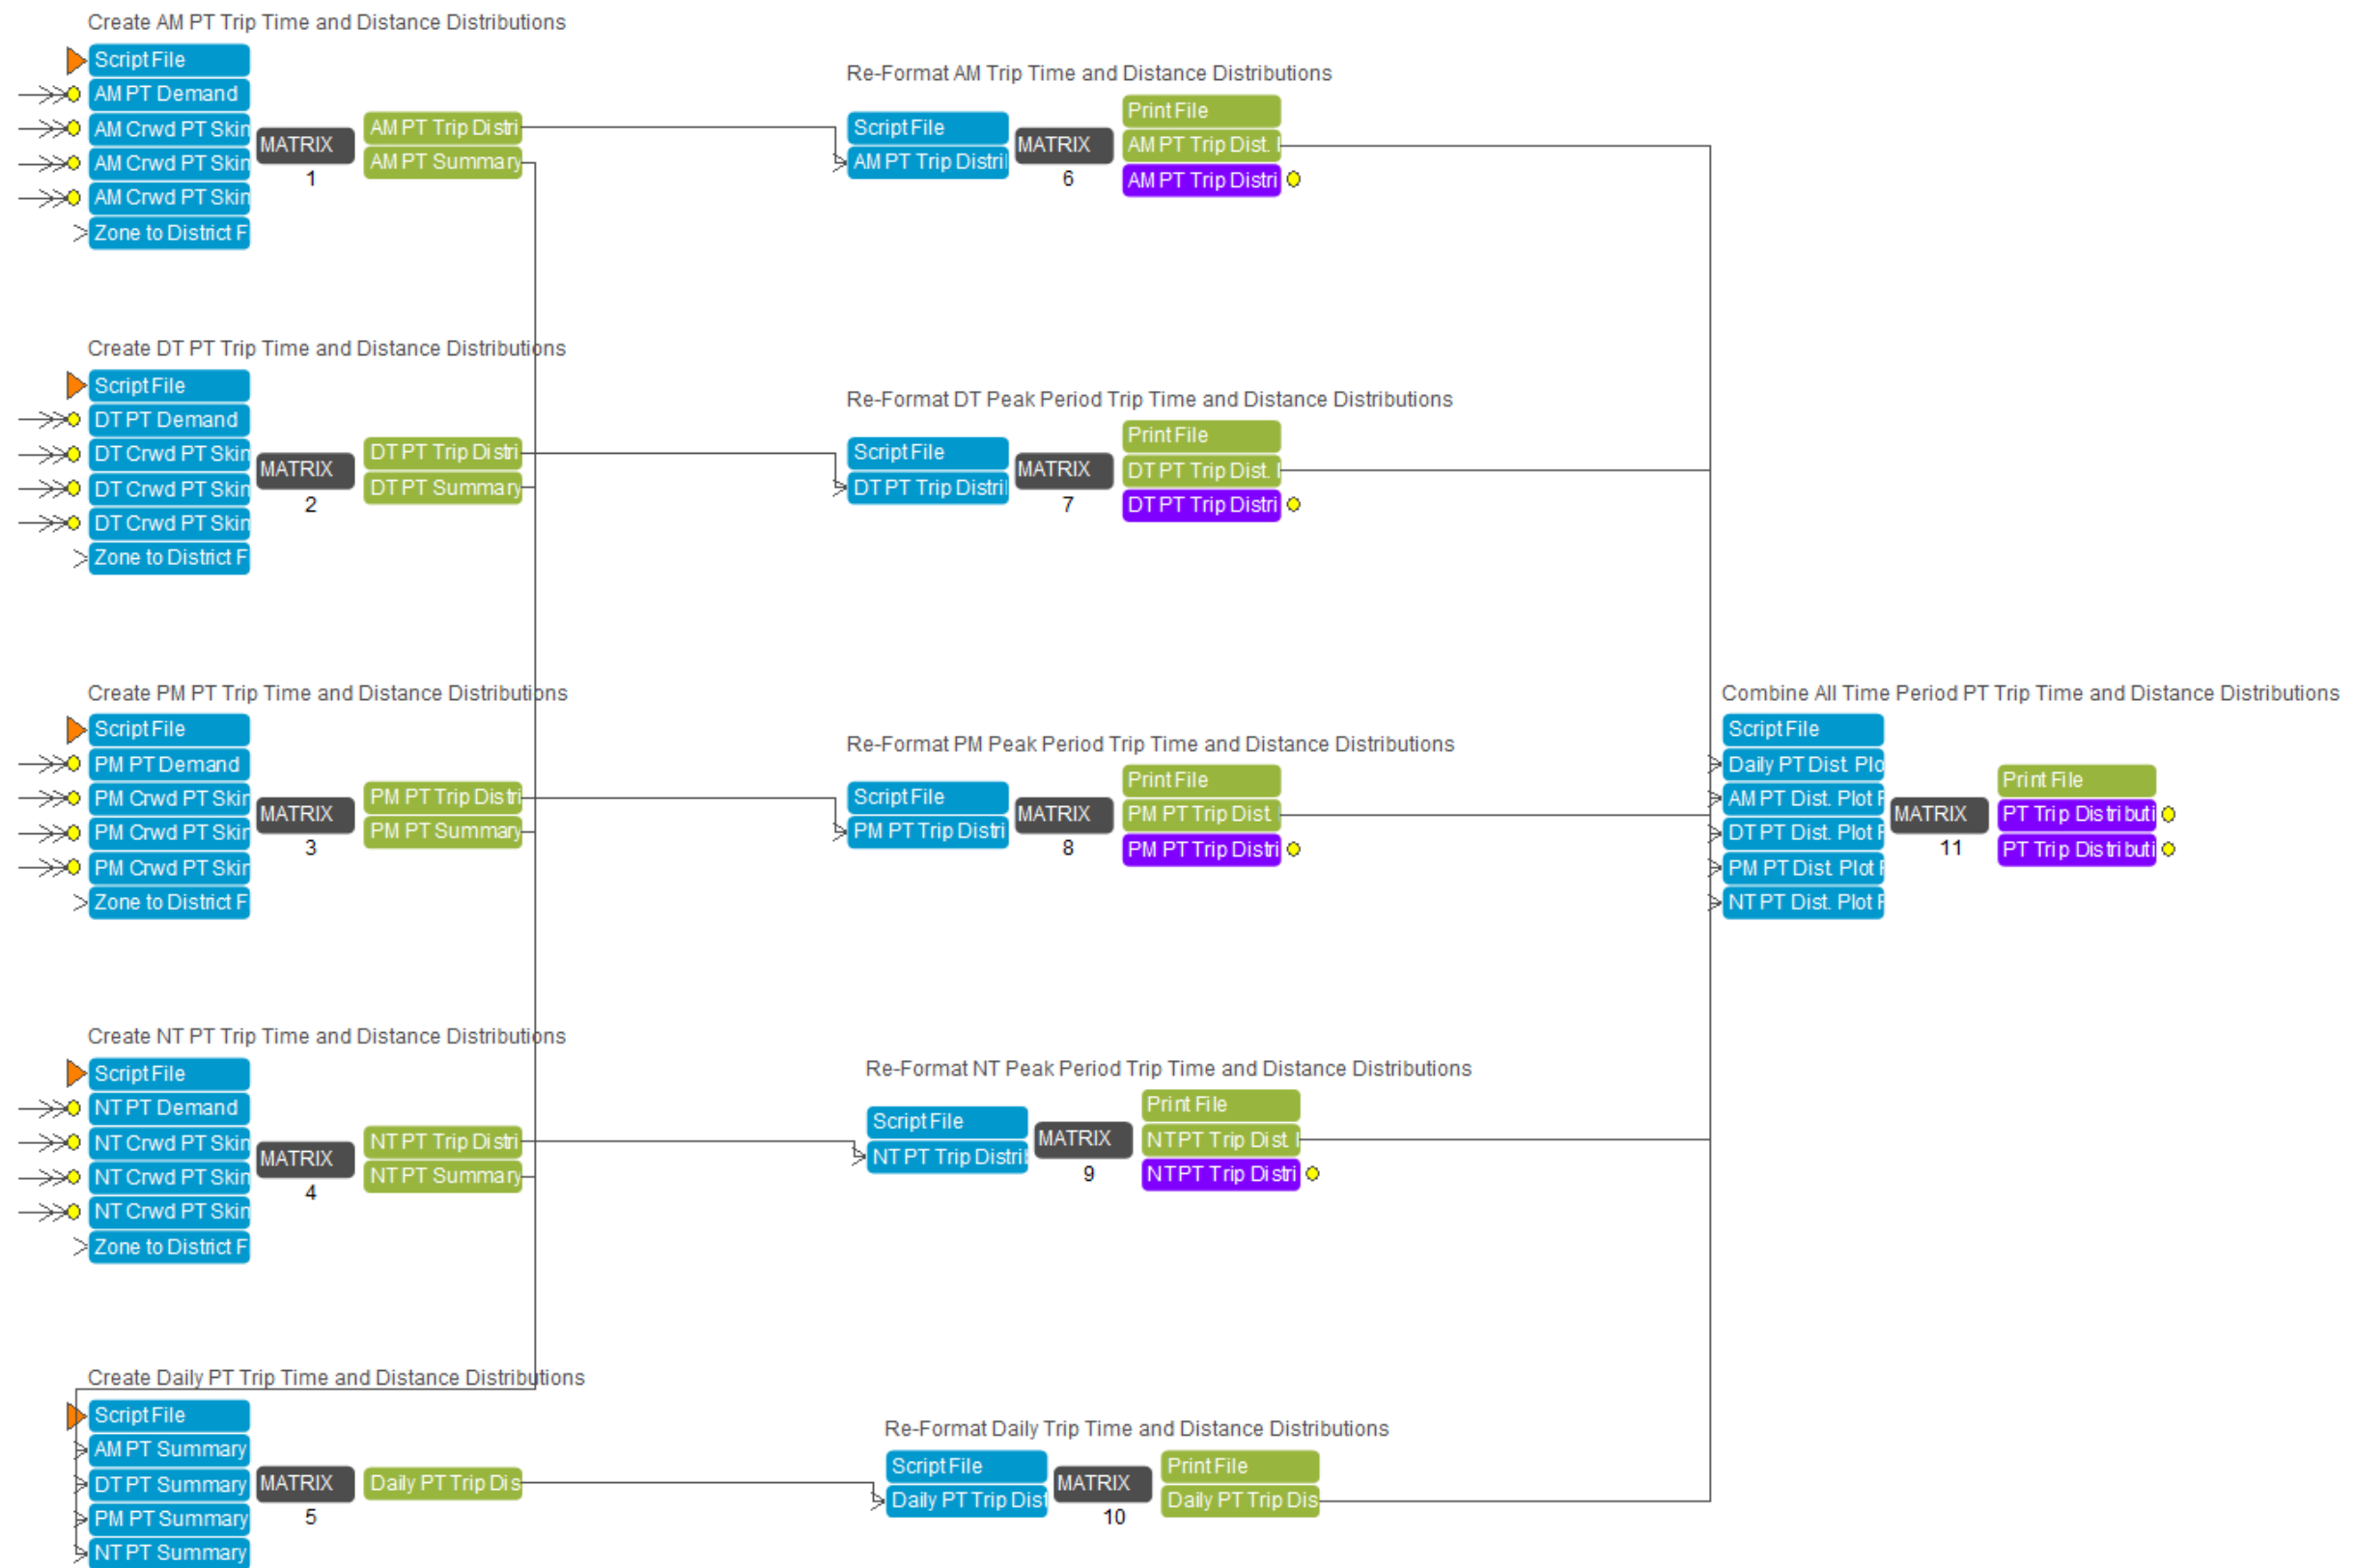 Create AM PT Trip Time and Distance Distributions
Script File
AM PT Demand
AM Crwd PT Skin
AM Crwd PT Skin
AM Crwd PT Skin
Zone to District F
MATRIX
1
AM PT Trip Distri
AM PT Summary
Re-Format AM Trip Time and Distance Distributions
Script File
AM PT Trip Distril
MATRIX
6
Print File
AM PT Trip Dist.
AM PT Trip Distri
Create DT PT Trip Time and Distance Distributions
Script File
DT PT Demand
DT Crwd PT Skin
DT Crwd PT Skin
DT Crwd PT Skin
Zone to District F
MATRIX
2
DT PT Trip Distri
DT PT Summary
Re-Format DT Peak Period Trip Time and Distance Distributions
Script File
DT PT Trip Distril
MATRIX
7
Print File
DT PT Trip Dist.
DT PT Trip Distri
Create PM PT Trip Time and Distance Distributions
Script File
PM PT Demand
PM Crwd PT Skir
PM Crwd PT Skir
PM Crwd PT Skir
Zone to District F
MATRIX
3
PM PT Trip Distri
PM PT Summary
Re-Format PM Peak Period Trip Time and Distance Distributions
Script File
PM PT Trip Distri
MATRIX
8
Print File
PM PT Trip Dist.
PM PT Trip Distri
Combine All Time Period PT Trip Time and Distance Distributions
Script File
Daily PT Dist. Plo
AM PT Dist. Plot F
DT PT Dist. Plot F
PM PT Dist. Plot F
NT PT Dist. Plot F
MATRIX
11
Print File
PT Trip Distributi
PT Trip Distributi
Create NT PT Trip Time and Distance Distributions
Script File
NT PT Demand
NT Crwd PT Skin
NT Crwd PT Skin
NT Crwd PT Skin
Zone to District F
MATRIX
4
NT PT Trip Distri
NT PT Summary
Re-Format NT Peak Period Trip Time and Distance Distributions
Script File
NT PT Trip Distril
MATRIX
9
Print File
NT PT Trip Dist.
NT PT Trip Distri
Create Daily PT Trip Time and Distance Distributions
Script File
AM PT Summary
DT PT Summary
PM PT Summary
NT PT Summary
MATRIX
5
Daily PT Trip Dis
Re-Format Daily Trip Time and Distance Distributions
Script File
Daily PT Trip Dist
MATRIX
10
Print File
Daily PT Trip Dis